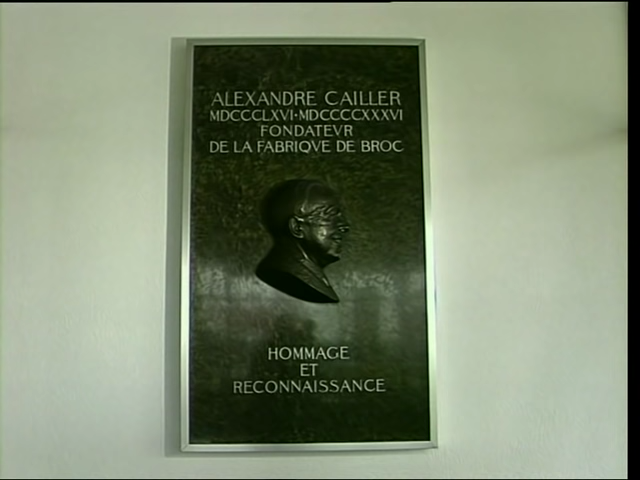 ALEXANDRE CAILLER
MDCCCLXVI·MDCCCCXXXVI
FONDATEVR
DE LA FABRIQVE DE BROC
HOMMAGE
ET
RECONNAISSANCE